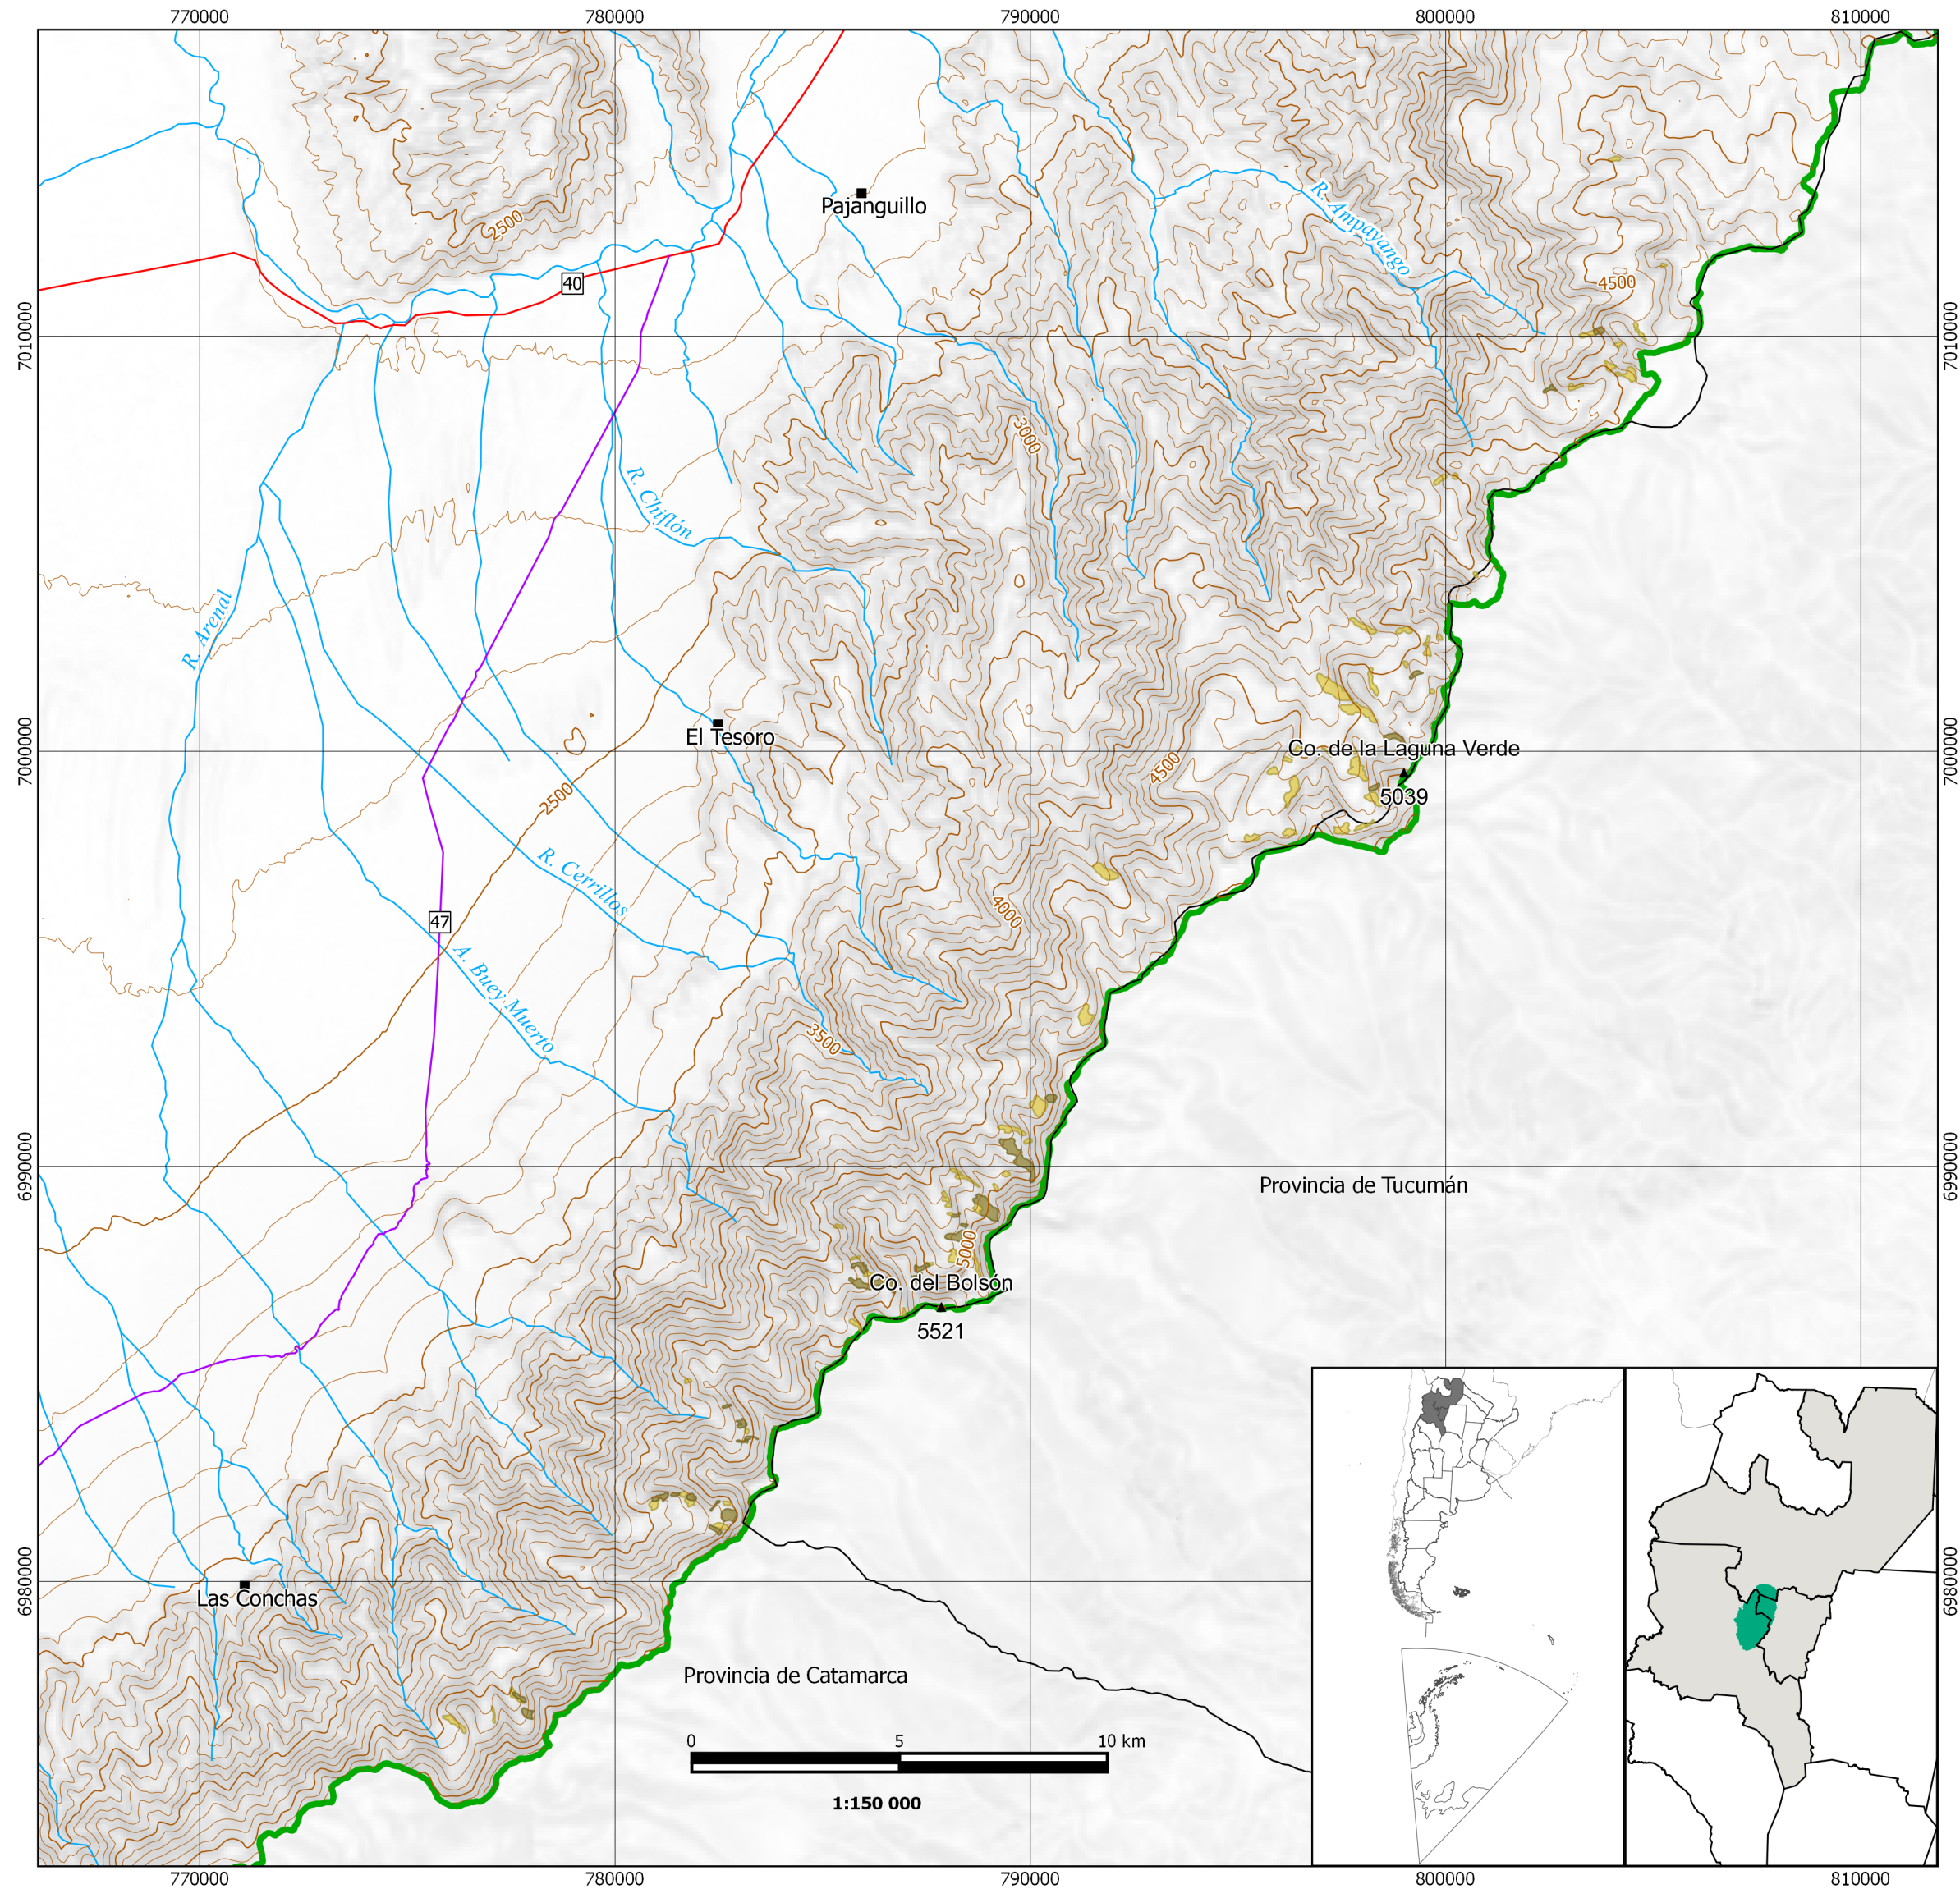 770000
780000
790000
800000
810000
R. Ampayango
Pajanguillo
2500
40
4500
7010000
7010000
3000
R. Chiflón
R. Arenal
El Tesoro
7000000
7000000
Co. de la Laguna Verde
4500
5039
2500
R. Cerrillos
4000
47
A. Buey Muerto
3500
6990000
6990000
Provincia de Tucumán
5000
Co. del Bolsón
5521
6980000
6980000
Las Conchas
Provincia de Catamarca
0 5 10 km
1:150 000
770000
780000
790000
800000
810000